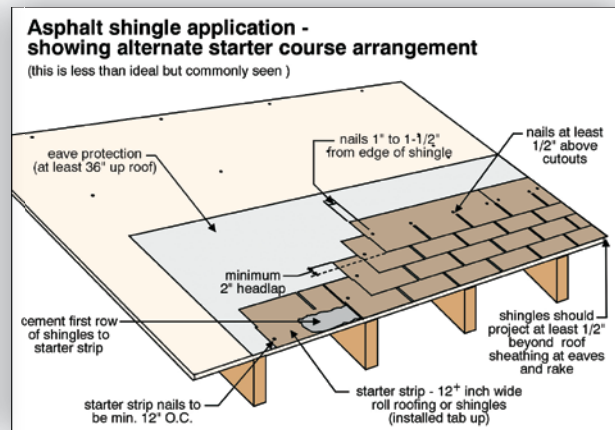 Asphalt shingle application -
showing alternate starter course arrangement
(this is less than ideal but commonly seen )
eave protection
(at least 36" up roof)
nails 1" to 1-1/2"
from edge of shingle
nails at least
1/2" above
cutouts
minimum
2" headlap
cement first row
of shingles to
starter strip
shingles should
project at least 1/2"
beyond roof
sheathing at eaves
and rake
starter strip nails to
be min. 12" O.C.
starter strip - 12+ inch wide
roll roofing or shingles
(installed tab up)